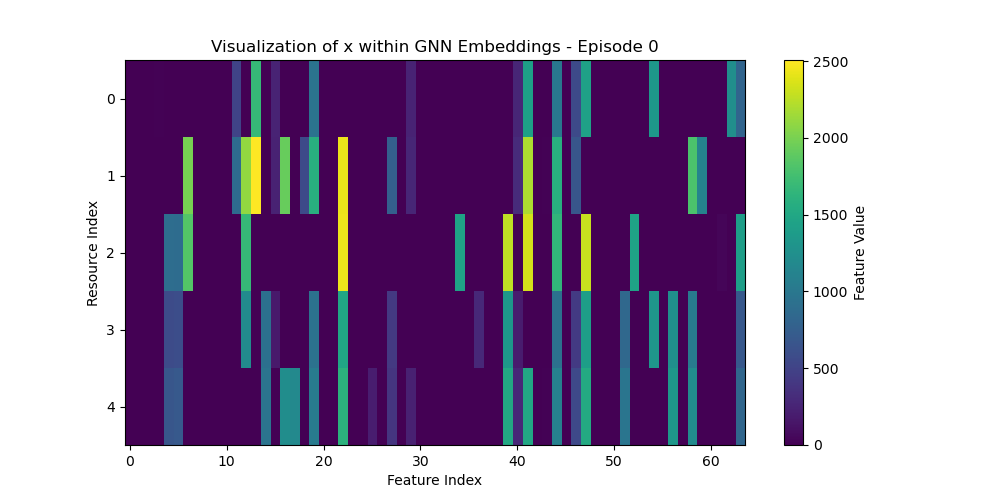 Visualization of x within GNN Embeddings - Episode 0
Resource Index
0
1
2
3
4
0 10 20 30 40 50 60
Feature Index
2500
2000
1500
1000
500
0
Feature Value